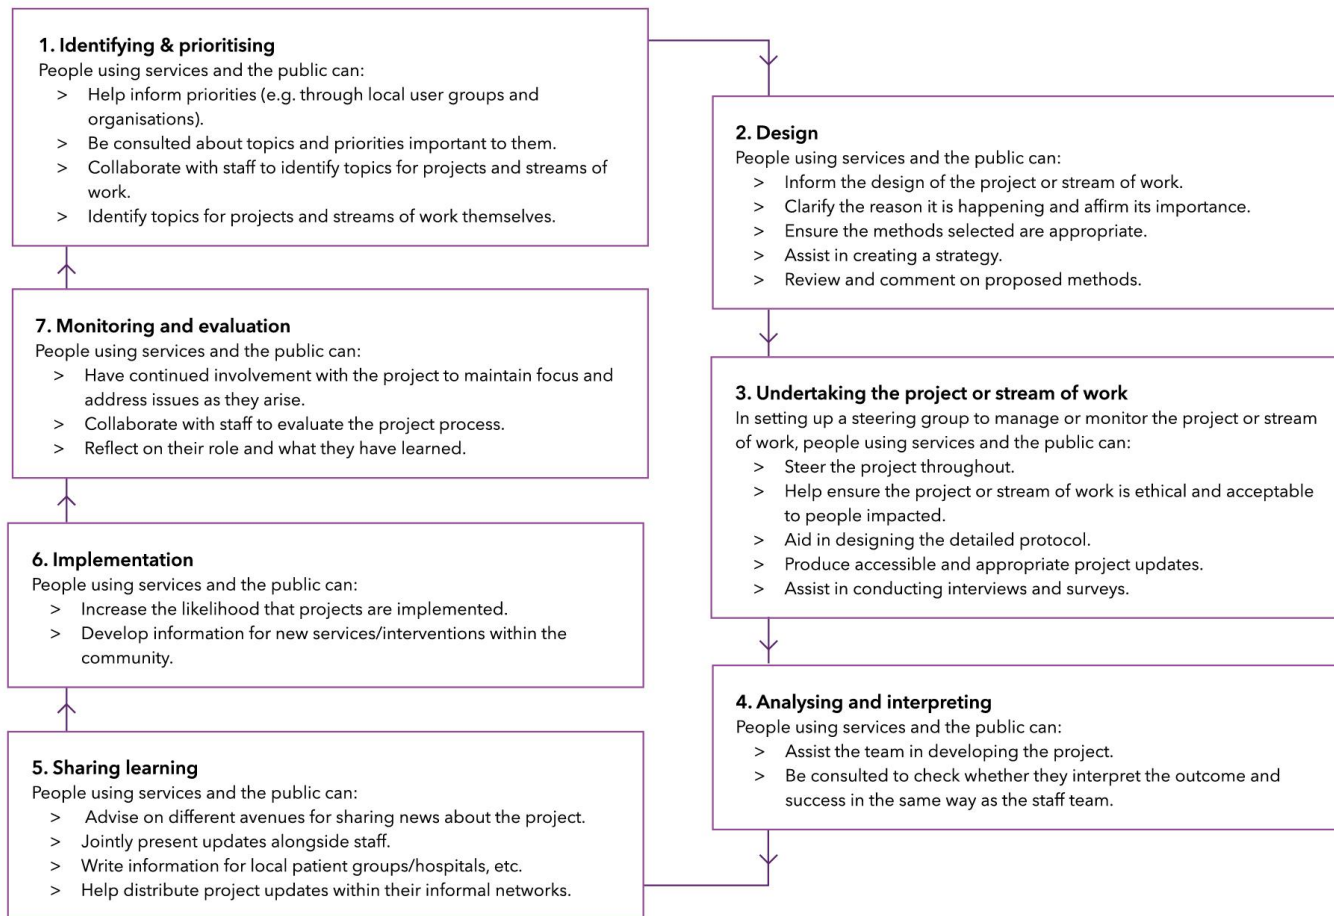 1. Identifying & prioritising
People using services and the public can:
> Help inform priorities (e.g. through local user groups and
organisations).
> Be consulted about topics and priorities important to them.
> Collaborate with staff to identify topics for projects and streams of
work.
> Identify topics for projects and streams of work themselves.
2. Design
People using services and the public can:
> Inform the design of the project or stream of work.
> Clarify the reason it is happening and affirm its importance.
> Ensure the methods selected are appropriate.
> Assist in creating a strategy.
> Review and comment on proposed methods.
3. Undertaking the project or stream of work
In setting up a steering group to manage or monitor the project or stream
of work, people using services and the public can:
> Steer the project throughout.
> Help ensure the project or stream of work is ethical and acceptable
to people impacted.
> Aid in designing the detailed protocol.
> Produce accessible and appropriate project updates.
> Assist in conducting interviews and surveys.
4. Analysing and interpreting
People using services and the public can:
> Assist the team in developing the project.
> Be consulted to check whether they interpret the outcome and
success in the same way as the staff team.
5. Sharing learning
People using services and the public can:
> Advise on different avenues for sharing news about the project.
> Jointly present updates alongside staff.
> Write information for local patient groups/hospitals, etc.
> Help distribute project updates within their informal networks.
6. Implementation
People using services and the public can:
> Increase the likelihood that projects are implemented.
> Develop information for new services/interventions within the
community.
7. Monitoring and evaluation
People using services and the public can:
> Have continued involvement with the project to maintain focus and
address issues as they arise.
> Collaborate with staff to evaluate the project process.
> Reflect on their role and what they have learned.